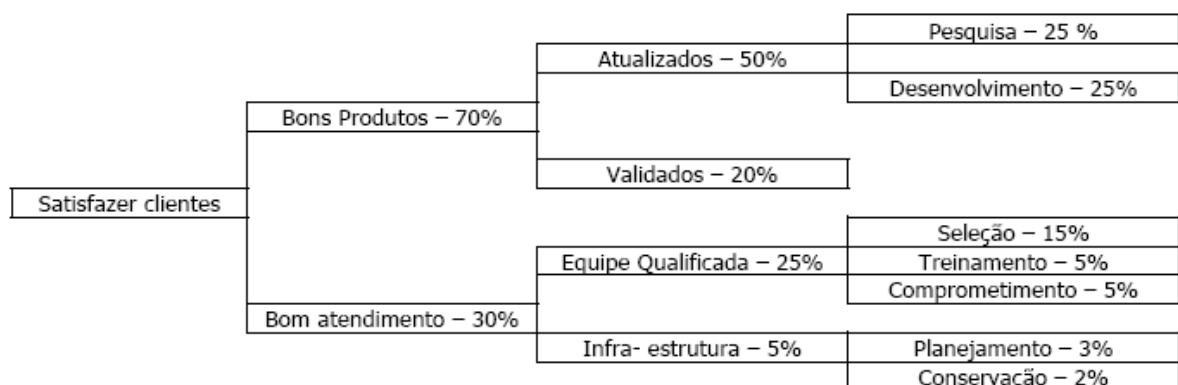 Pesquisa – 25 %
Atualizados – 50%
Desenvolvimento – 25%
Bons Produtos – 70%
Validados – 20%
Satisfazer clientes
Seleção – 15%
Equipe Qualificada – 25%
Treinamento – 5%
Comprometimento – 5%
Bom atendimento – 30%
Infra- estrutura – 5%
Planejamento – 3%
Conservação – 2%